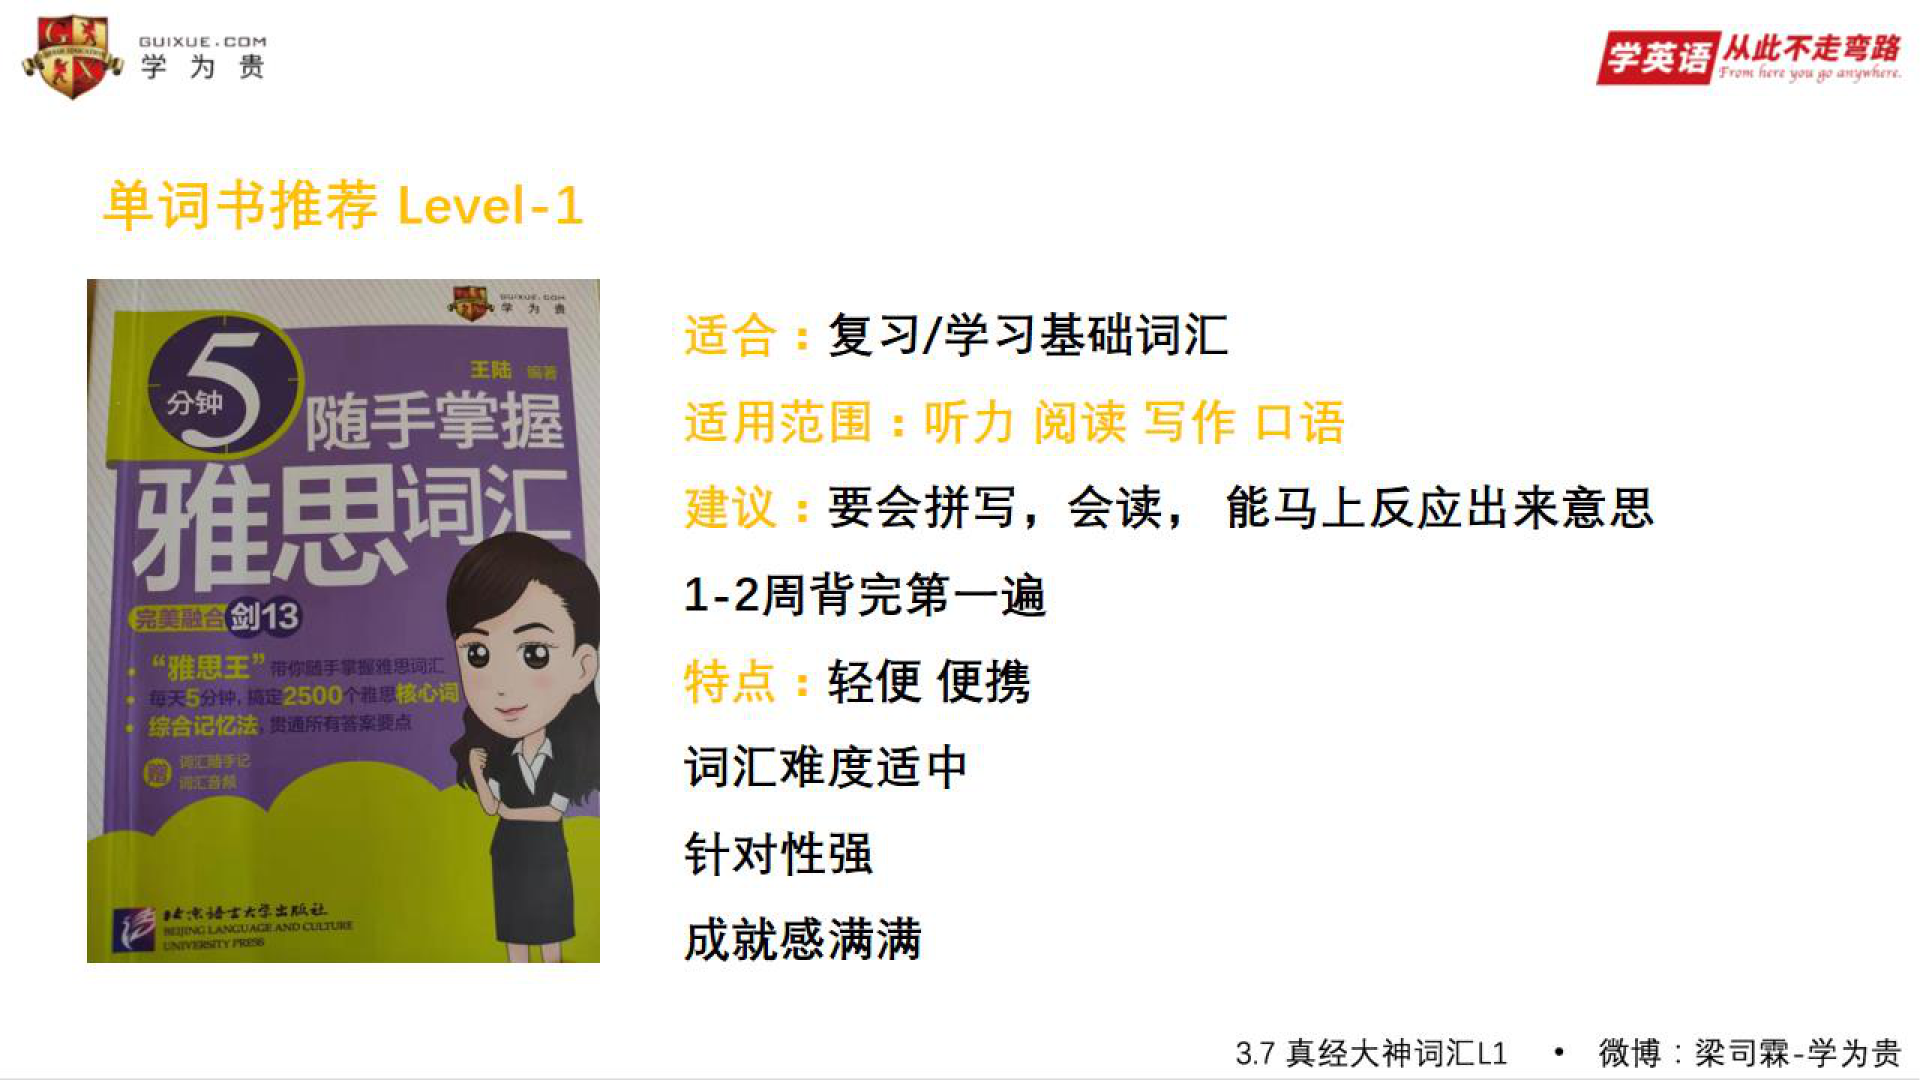 GUIXUE.COM
学为贵
学英语 从此不走弯路
From here you go anywhere.
单词书推荐 Level-1
GUIXUE.COM
学为贵
5分钟
王陆 编著
随手掌握
雅思词汇
完美融合剑13
• “雅思王”带你随手掌握雅思词汇
• 每天5分钟，搞定2500个雅思核心词
• 综合记忆法，贯通所有答案要点
赠 词汇随手记
词汇音频
北京语言大学出版社
BEIJING LANGUAGE AND CULTURE
UNIVERSITY PRESS
适合：复习/学习基础词汇
适用范围：听力 阅读 写作 口语
建议：要会拼写，会读， 能马上反应出来意思
1-2周背完第一遍
特点：轻便 便携
词汇难度适中
针对性强
成就感满满
3.7 真经大神词汇L1 • 微博：梁司霖-学为贵